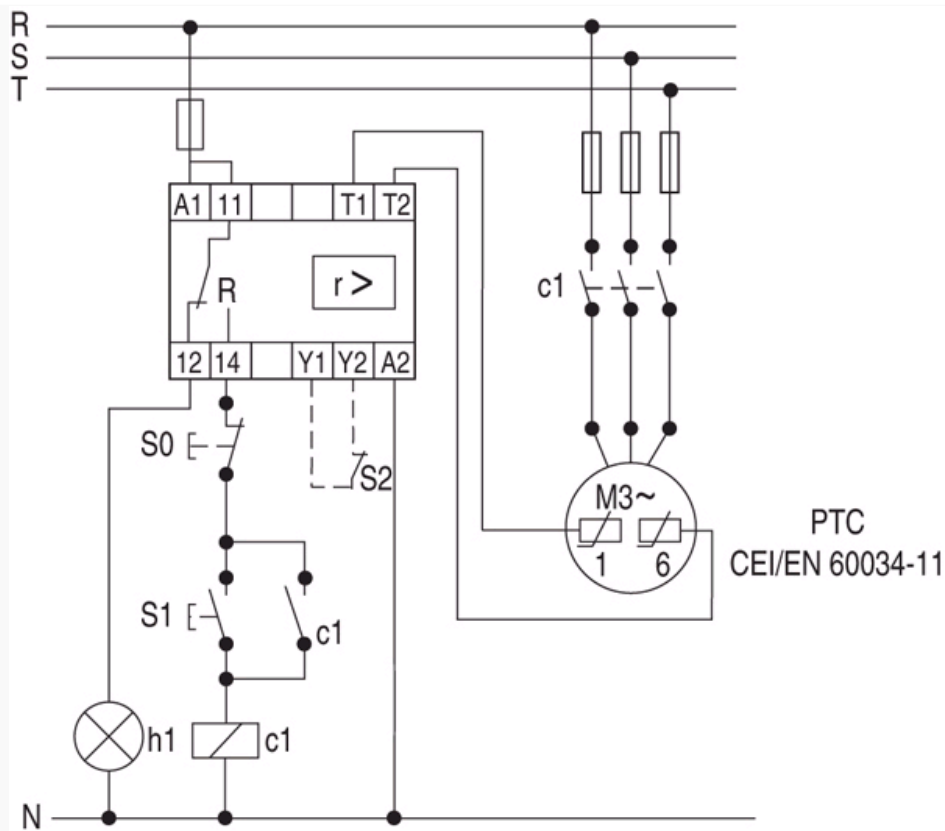 R
S
T
A1 11 T1 T2
R
r >
c1
12 14 Y1 Y2 A2
S0
S2
M3~
1 6
PTC
CEI/EN 60034-11
S1
c1
h1
c1
N